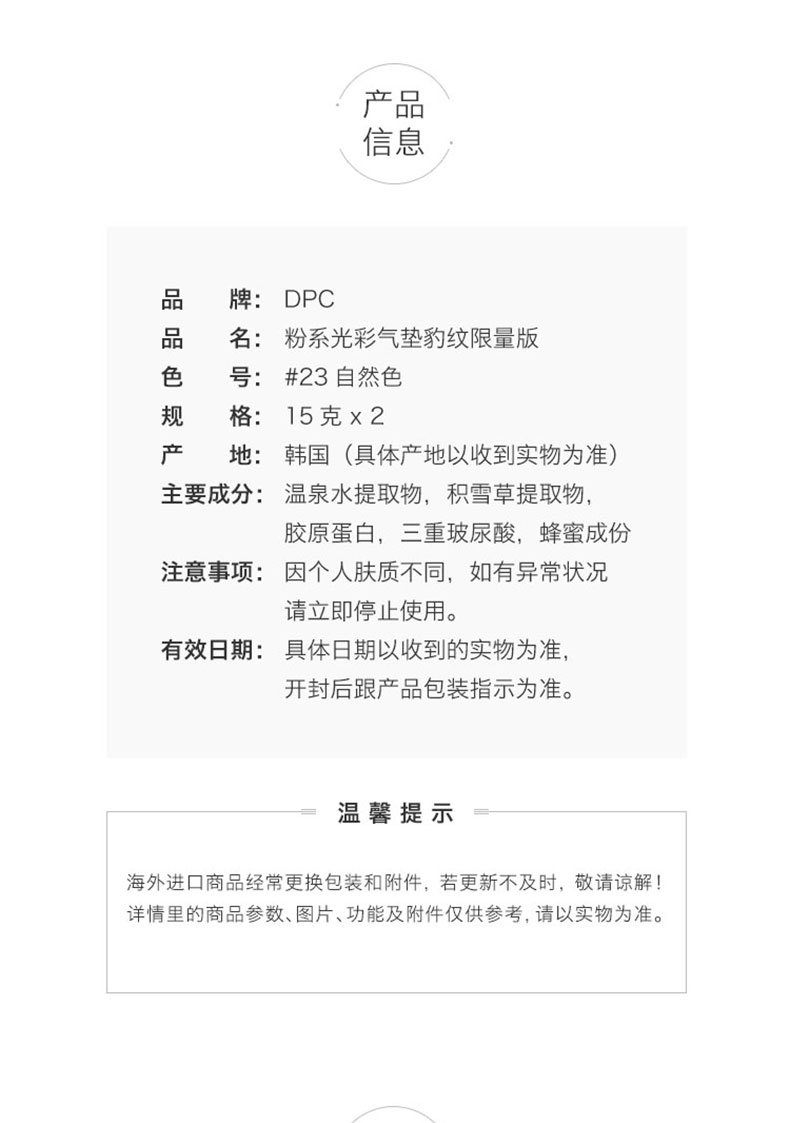 产品
信息
品 牌： DPC
品 名： 粉系光彩气垫豹纹限量版
色 号： #23 自然色
规 格： 15 克 x 2
产 地： 韩国（具体产地以收到实物为准）
主要成分： 温泉水提取物，积雪草提取物，
胶原蛋白，三重玻尿酸，蜂蜜成份
注意事项： 因个人肤质不同，如有异常状况
请立即停止使用。
有效日期： 具体日期以收到的实物为准，
开封后跟产品包装指示为准。
温馨提示
海外进口商品经常更换包装和附件，若更新不及时，敬请谅解！
详情里的商品参数、图片、功能及附件仅供参考，请以实物为准。